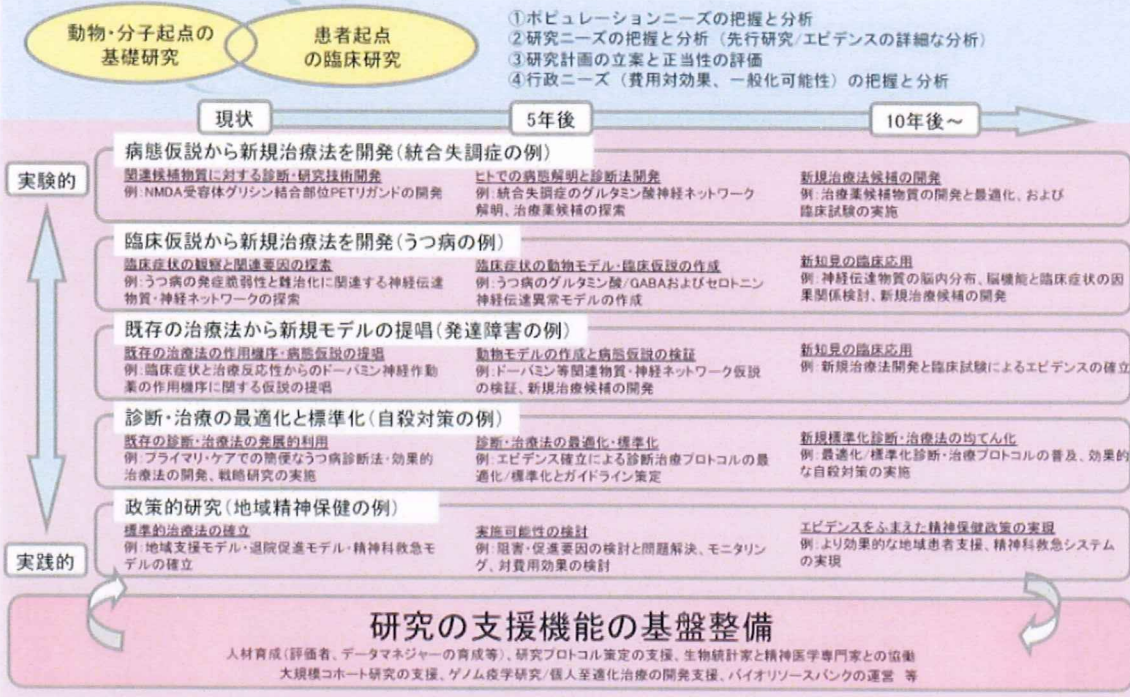 動物・分子起点の
基礎研究
患者起点
の臨床研究
①ポピュレーションニーズの把握と分析
②研究ニーズの把握と分析（先行研究/エビデンスの詳細な分析）
③研究計画の立案と正当性の評価
④行政ニーズ（費用対効果、一般化可能性）の把握と分析
現状
5年後
10年後～
実験的
病態仮説から新規治療法を開発（統合失調症の例）
関連候補物質に対する診断・研究技術開発
例：NMDA受容体グリシン結合部位PETリガンドの開発
ヒトでの病態解明と診断法開発
例：統合失調症のグルタミン酸神経ネットワーク
解明、治療薬候補の探索
新規治療法候補の開発
例：治療薬候補物質の開発と最適化、および
臨床試験の実施
臨床仮説から新規治療法を開発（うつ病の例）
臨床症状の観察と関連要因の探索
例：うつ病の発症脆弱性と難治化に関連する神経伝達
物質・神経ネットワークの探索
臨床症状の動物モデル・臨床仮説の作成
例：うつ病のグルタミン酸/GABAおよびセロトニン
神経伝達異常モデルの作成
新知見の臨床応用
例：神経伝達物質の脳内分布、脳機能と臨床症状の因
果関係検討、新規治療候補の開発
既存の治療法から新規モデルの提唱（発達障害の例）
既存の治療法の作用機序・病態仮説の提唱
例：臨床症状と治療反応性からのドーパミン神経作動
薬の作用機序に関する仮説の提唱
動物モデルの作成と病態仮説の検証
例：ドーパミン等関連物質・神経ネットワーク仮説
の検証、新規治療候補の開発
新知見の臨床応用
例：新規治療法開発と臨床試験によるエビデンスの確立
診断・治療の最適化と標準化（自殺対策の例）
既存の診断・治療法の発展的利用
例：プライマリ・ケアでの簡便なうつ病診断法・効果的
治療法の開発、戦略研究の実施
診断・治療法の最適化・標準化
例：エビデンス確立による診断治療プロトコルの最
適化/標準化とガイドライン策定
新規標準化診断・治療法の均てん化
例：最適化/標準化診断・治療プロトコルの普及、効果的
な自殺対策の実施
政策的研究（地域精神保健の例）
標準的治療法の確立
例：地域支援モデル・退院促進モデル・精神科救急モ
デルの確立
実施可能性の検討
例：阻害・促進要因の検討と問題解決、モニタリン
グ、対費用効果の検討
エビデンスをふまえた精神保健政策の実現
例：より効果的な地域患者支援、精神科救急システム
の実現
実践的
研究の支援機能の基盤整備
人材育成（評価者、データマネジャーの育成等）、研究プロトコル策定の支援、生物統計家と精神医学専門家との協働
大規模コホート研究の支援、ゲノム疫学研究/個人至適化治療の開発支援、バイオリソースバンクの運営 等